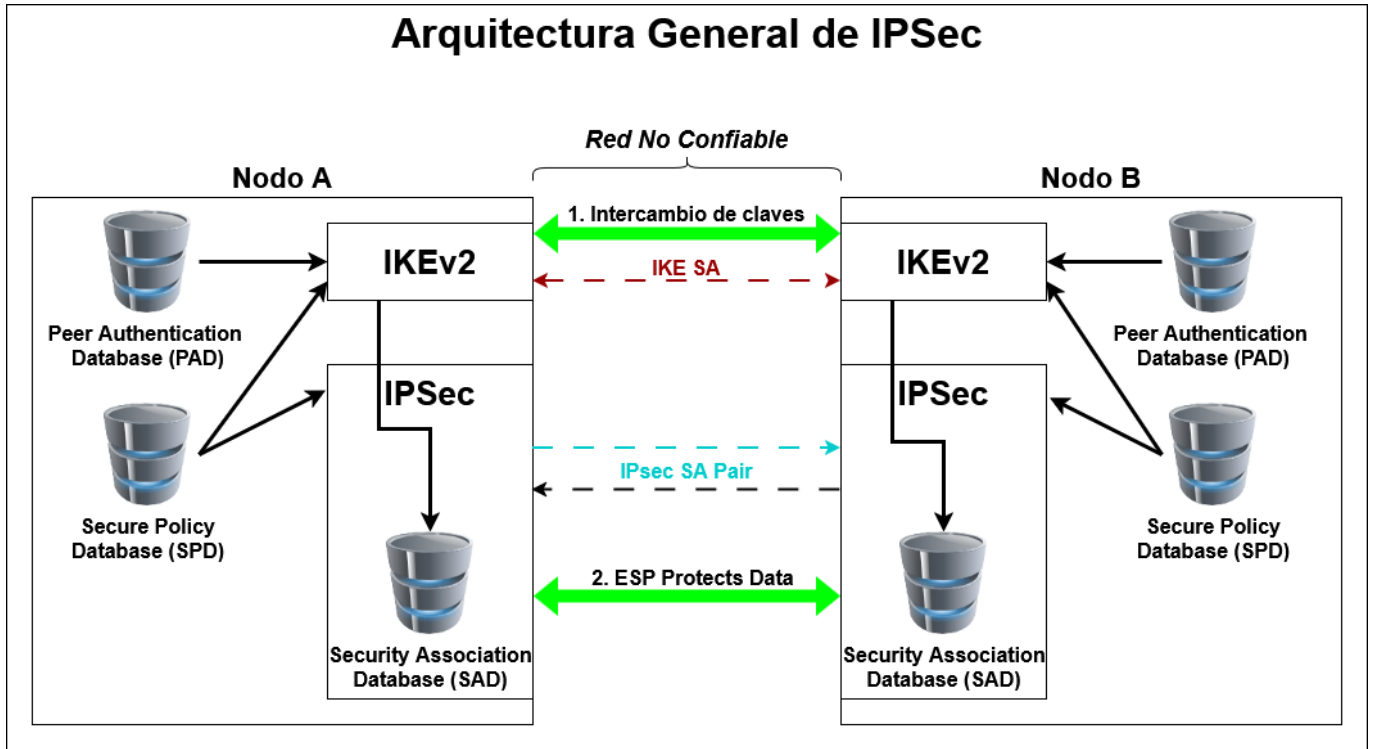 Arquitectura General de IPSec
Red No Confiable
Nodo A
Nodo B
1. Intercambio de claves
IKEv2
IKE SA
IKEv2
Peer Authentication
Database (PAD)
Peer Authentication
Database (PAD)
IPSec
IPSec
IPsec SA Pair
Secure Policy
Database (SPD)
Secure Policy
Database (SPD)
2. ESP Protects Data
Security Association
Database (SAD)
Security Association
Database (SAD)